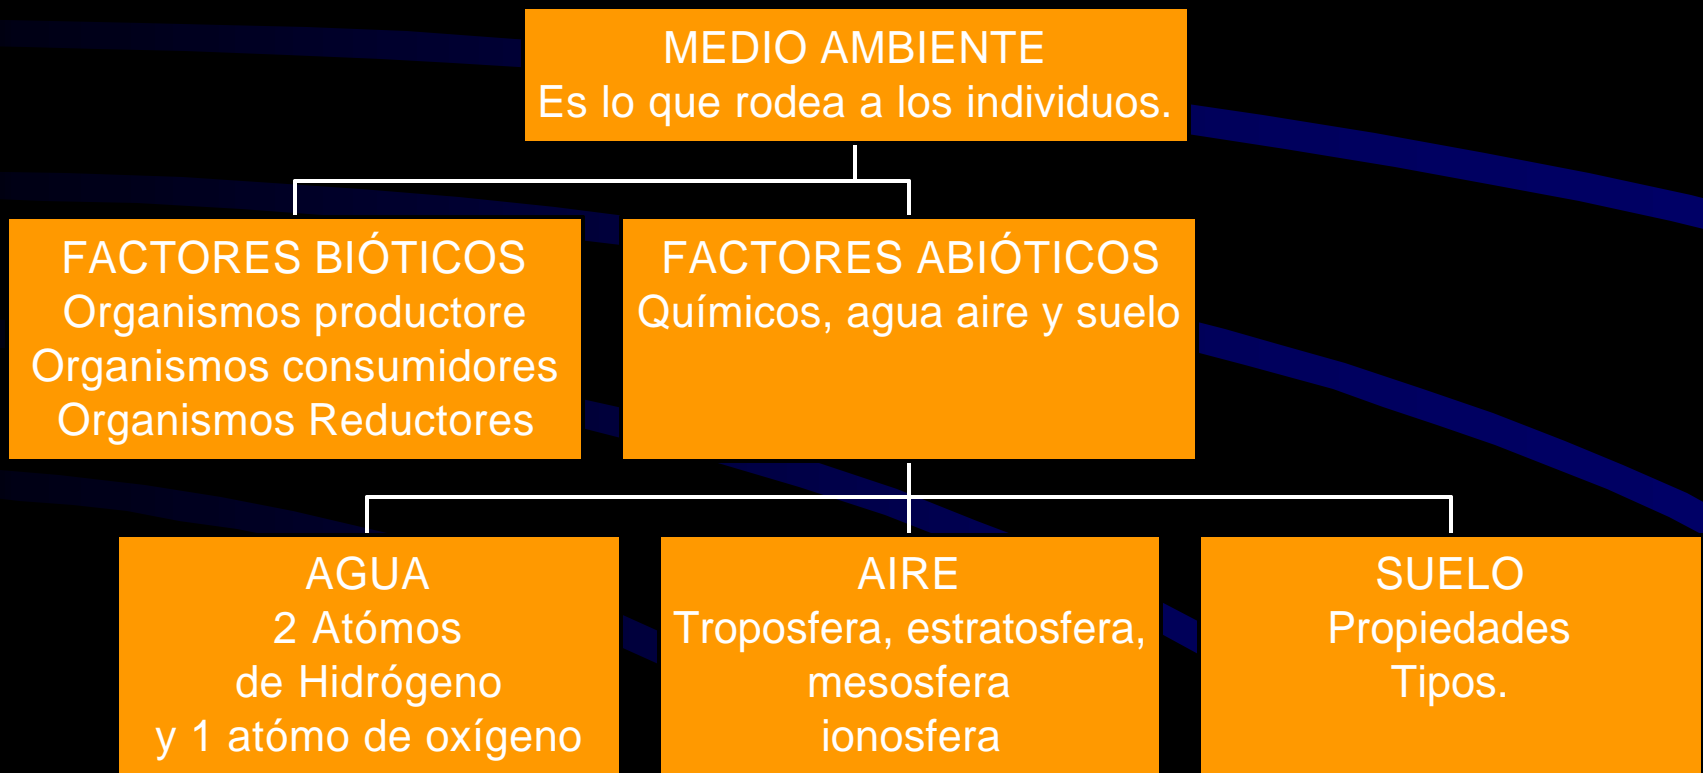 MEDIO AMBIENTE
Es lo que rodea a los individuos.
FACTORES BIÓTICOS
Organismos productore
Organismos consumidores
Organismos Reductores
FACTORES ABIÓTICOS
Químicos, agua aire y suelo
AGUA
2 Atómos
de Hidrógeno
y 1 atómo de oxígeno
AIRE
Troposfera, estratosfera,
mesosfera
ionosfera
SUELO
Propiedades
Tipos.